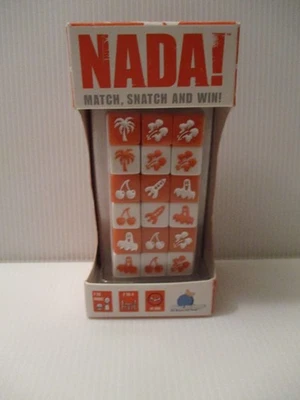 NADA!
MATCH, SNATCH AND WIN!